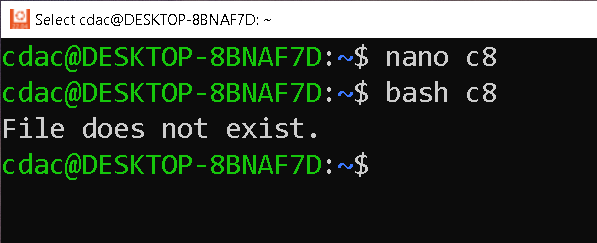 Select cdac@DESKTOP-8BNAF7D: ~
cdac@DESKTOP-8BNAF7D:~$ nano c8
cdac@DESKTOP-8BNAF7D:~$ bash c8
File does not exist.
cdac@DESKTOP-8BNAF7D:~$